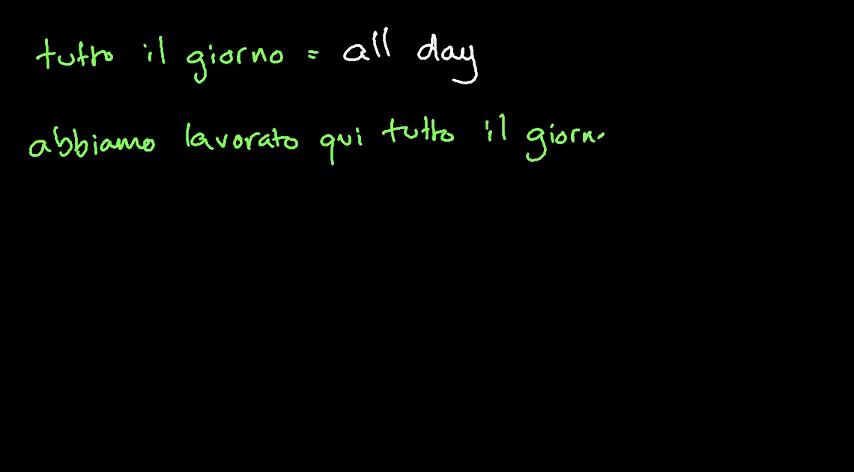 tutto il giorno = all day
abbiamo lavorato qui tutto il giorn